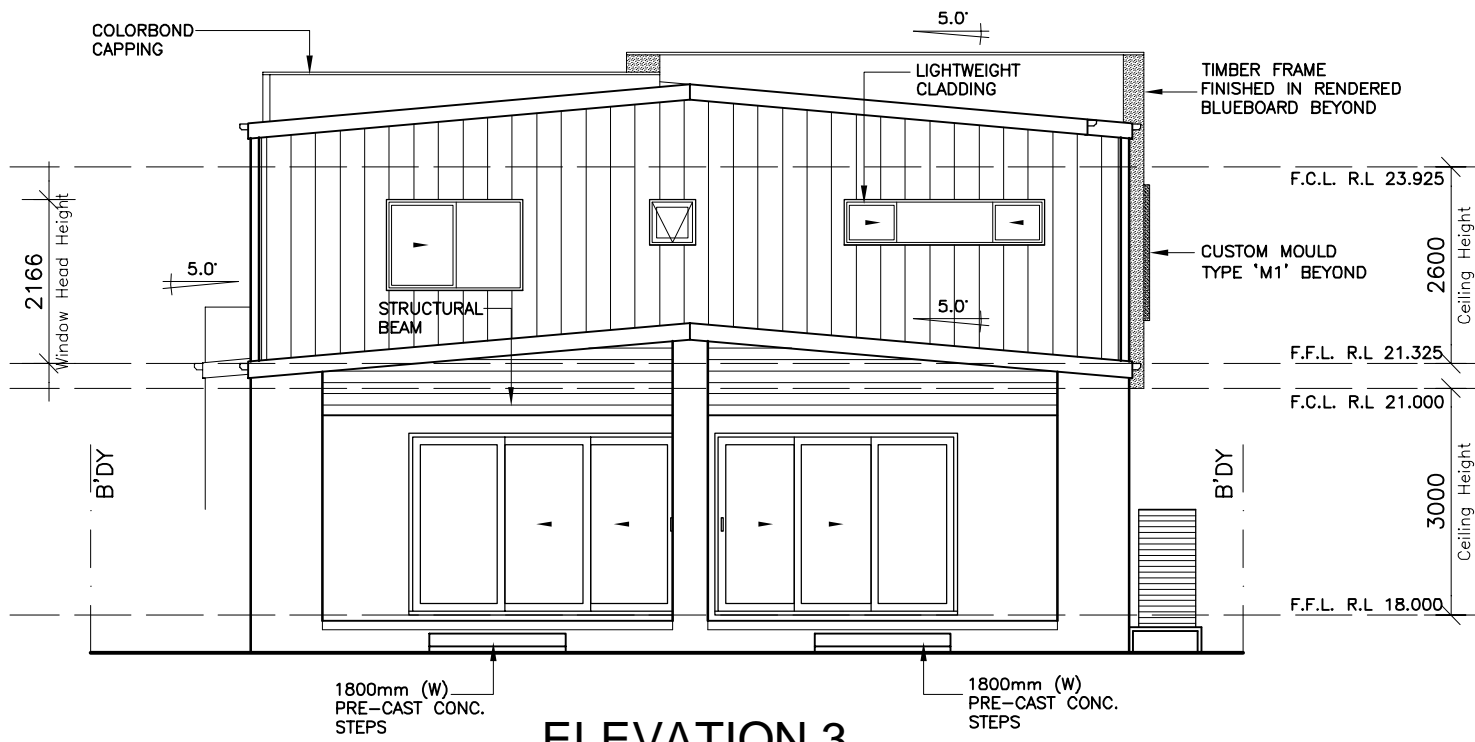 COLORBOND
CAPPING
5.0°
LIGHTWEIGHT
CLADDING
TIMBER FRAME
FINISHED IN RENDERED
BLUEBOARD BEYOND
F.C.L. R.L 23.925
2166
Window Head Height
5.0°
STRUCTURAL
BEAM
5.0°
CUSTOM MOULD
TYPE 'M1' BEYOND
2600
Ceiling Height
F.F.L. R.L 21.325
F.C.L. R.L 21.000
B'DY
B'DY
3000
Ceiling Height
F.F.L. R.L 18.000
1800mm (W)
PRE-CAST CONC.
STEPS
1800mm (W)
PRE-CAST CONC.
STEPS
ELEVATION 3